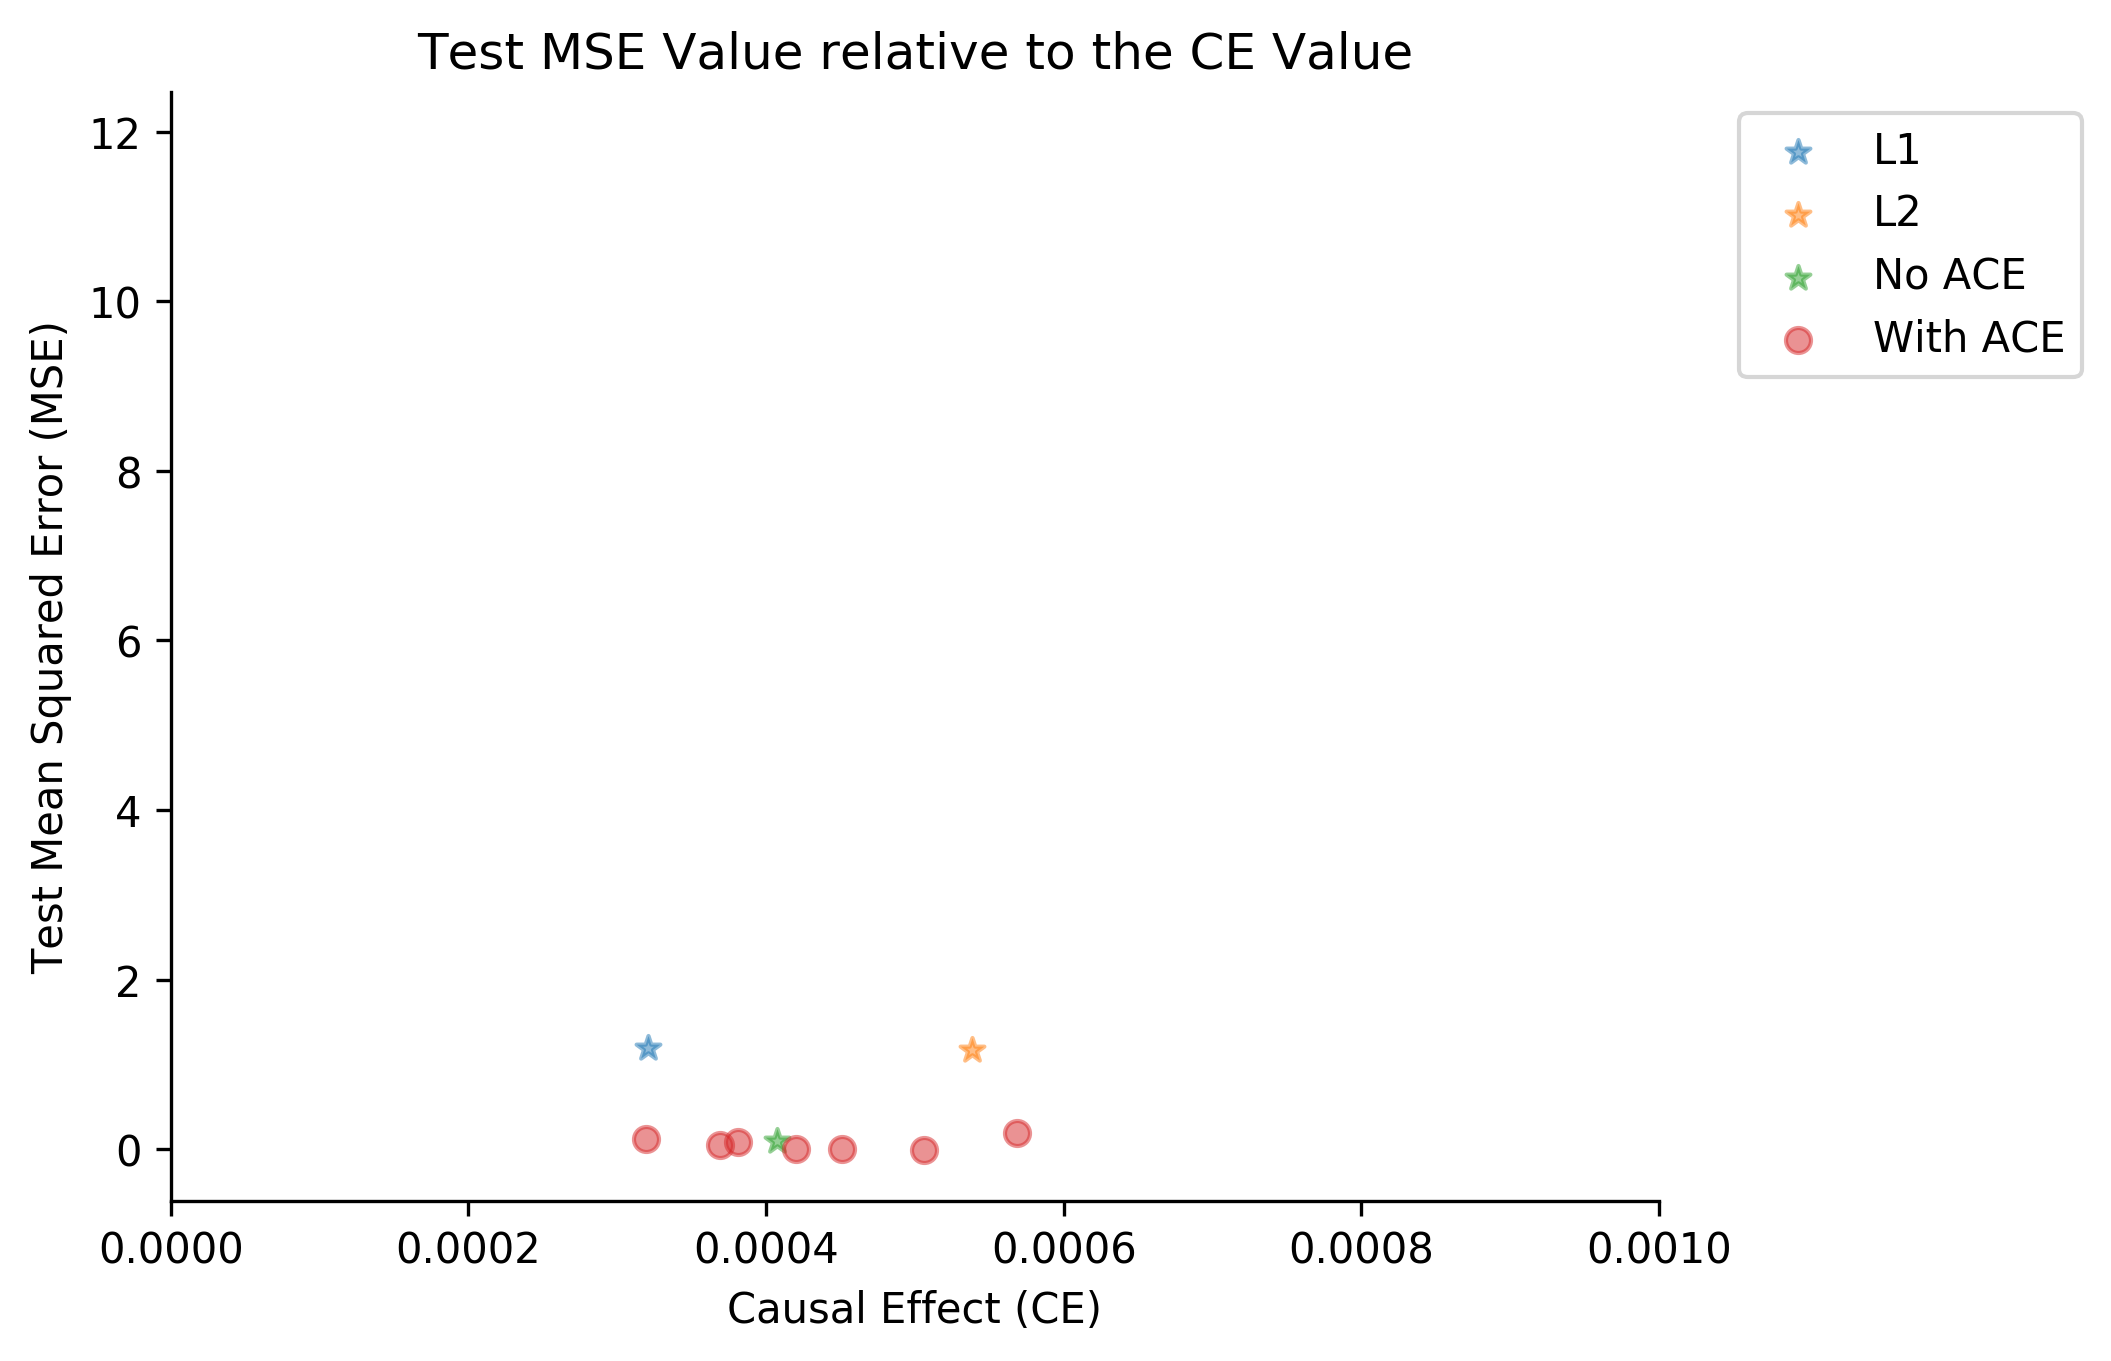 Test MSE Value relative to the CE Value
12
10
8
6
4
2
0
Test Mean Squared Error (MSE)
0.0000
0.0002
0.0004
0.0006
0.0008
0.0010
Causal Effect (CE)
L1
L2
No ACE
With ACE